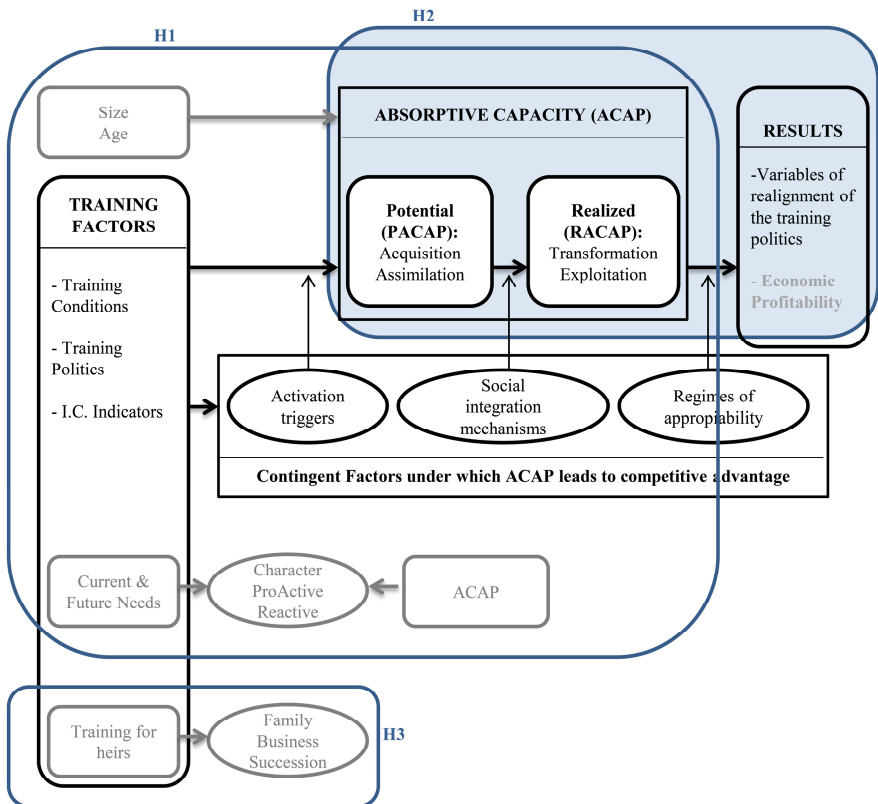 H2
H1
Size
Age
ABSORPTIVE CAPACITY (ACAP)
RESULTS
-Variables of
realignment of
the training
politics
- Economic
Profitability
TRAINING
FACTORS
- Training
Conditions
- Training
Politics
- I.C. Indicators
Potential
(PACAP):
Acquisition
Assimilation
Realized
(RACAP):
Transformation
Exploitation
Activation
triggers
Social
integration
mechanisms
Regimes of
appropiability
Contingent Factors under which ACAP leads to competitive advantage
Current &
Future Needs
Character
ProActive
Reactive
ACAP
Training for
heirs
Family
Business
Succession
H3